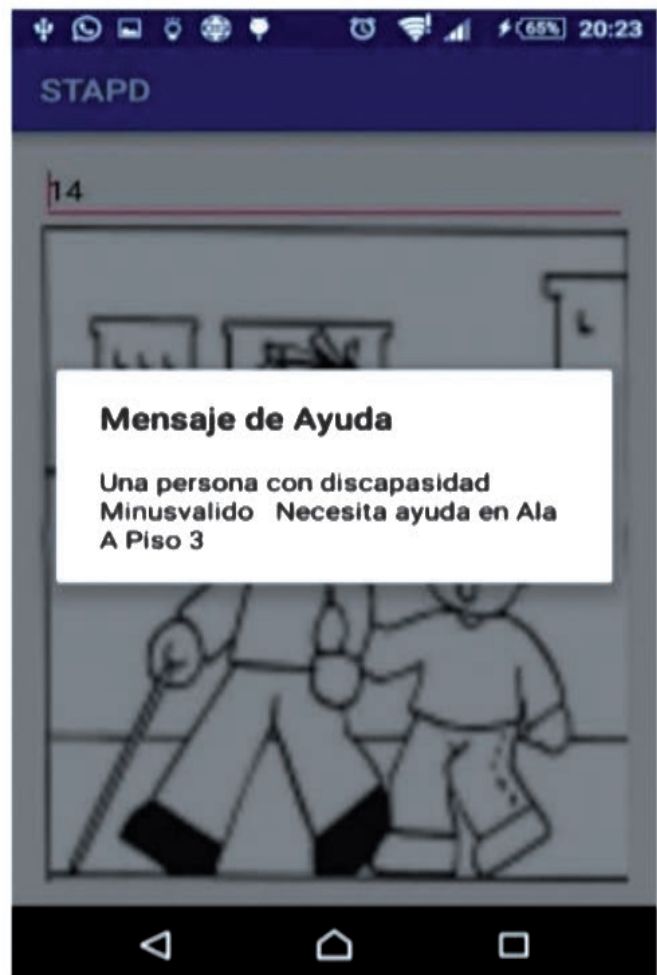 65% 20:23
STAPD
14
Mensaje de Ayuda
Una persona con discapasidad
Minusvalido Necesita ayuda en Ala
A Piso 3